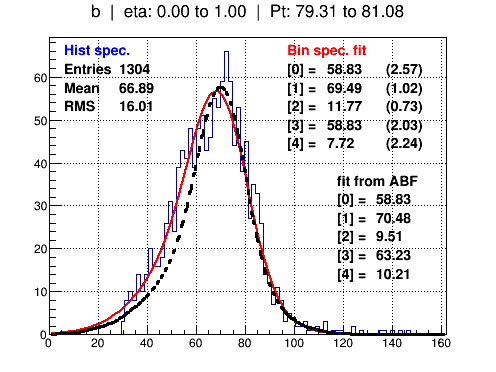 b | eta: 0.00 to 1.00 | Pt: 79.31 to 81.08
Hist spec.
Entries 1304
Mean 66.89
RMS 16.01
Bin spec. fit
[0] = 58.83 (2.57)
[1] = 69.49 (1.02)
[2] = 11.77 (0.73)
[3] = 58.83 (2.03)
[4] = 7.72 (2.24)
fit from ABF
[0] = 58.83
[1] = 70.48
[2] = 9.51
[3] = 63.23
[4] = 10.21
60
50
40
30
20
10
0
0 20 40 60 80 100 120 140 160